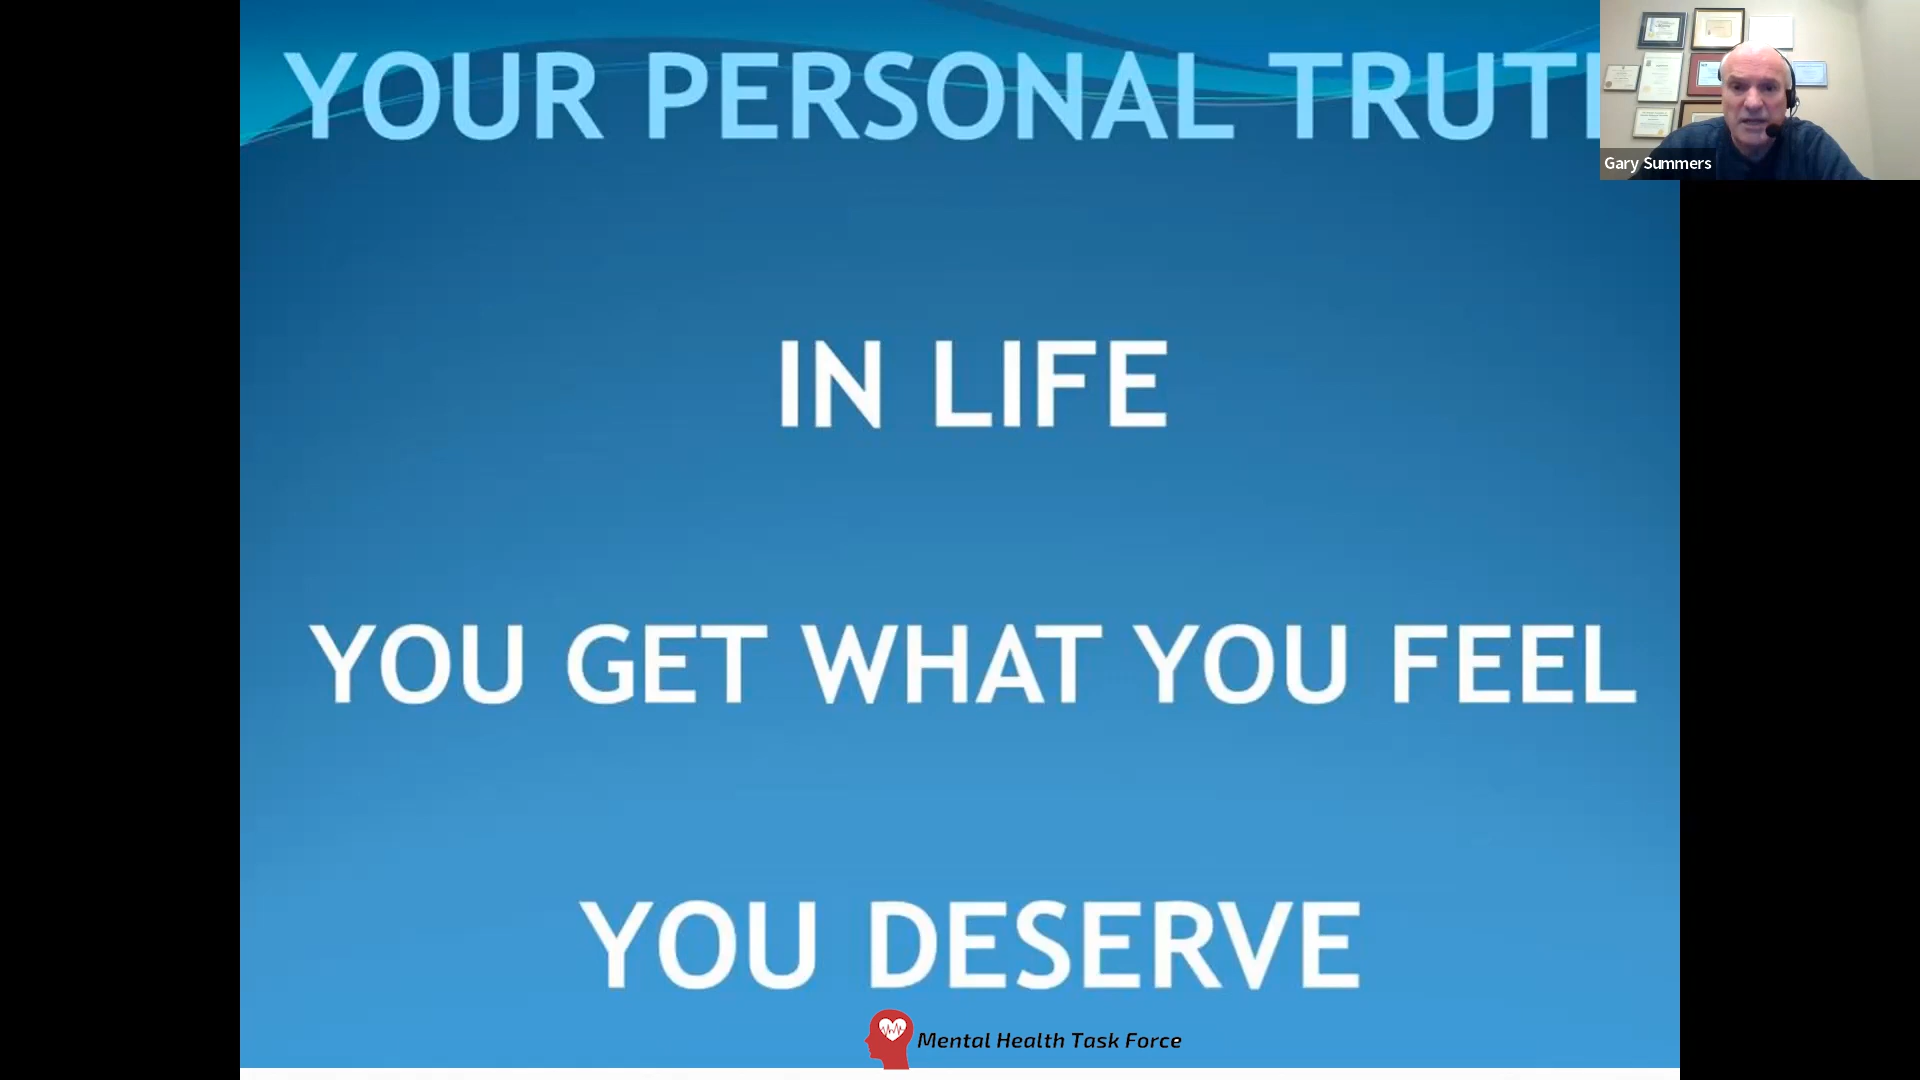 YOUR PERSONAL TRUT
Gary Summers
IN LIFE
YOU GET WHAT YOU FEEL
YOU DESERVE
Mental Health Task Force